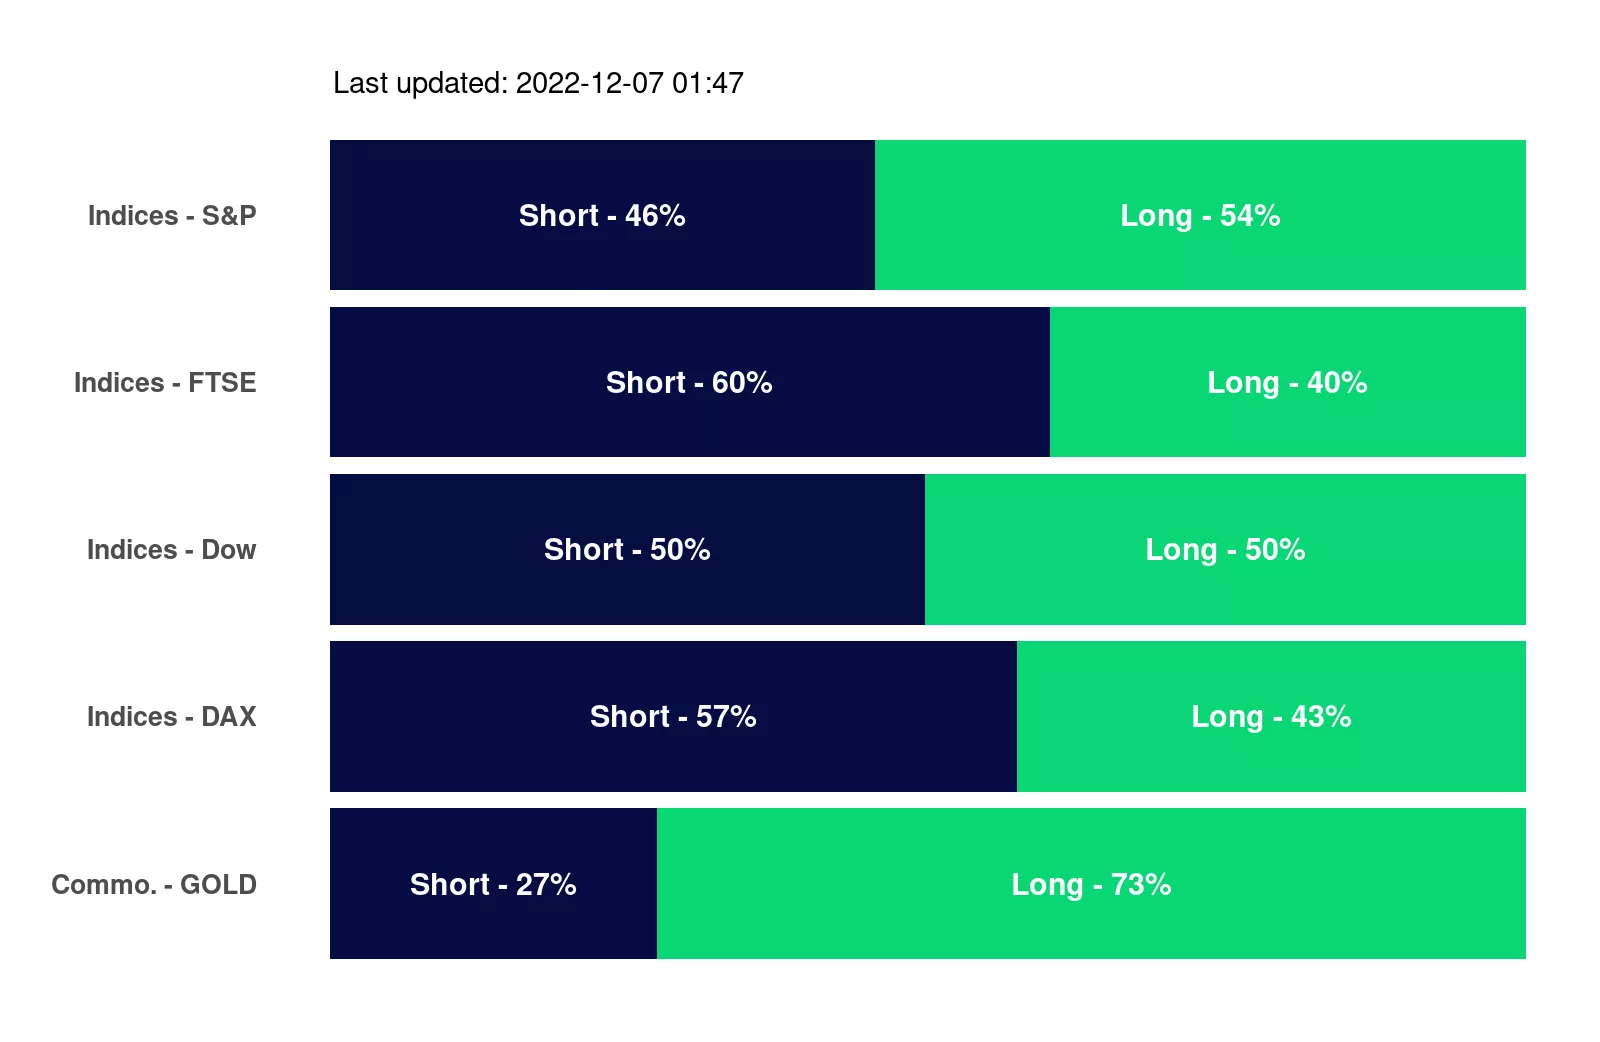 Last updated: 2022-12-07 01:47
Indices - S&P Short - 46% Long - 54%
Indices - FTSE Short - 60% Long - 40%
Indices - Dow Short - 50% Long - 50%
Indices - DAX Short - 57% Long - 43%
Commo. - GOLD Short - 27% Long - 73%